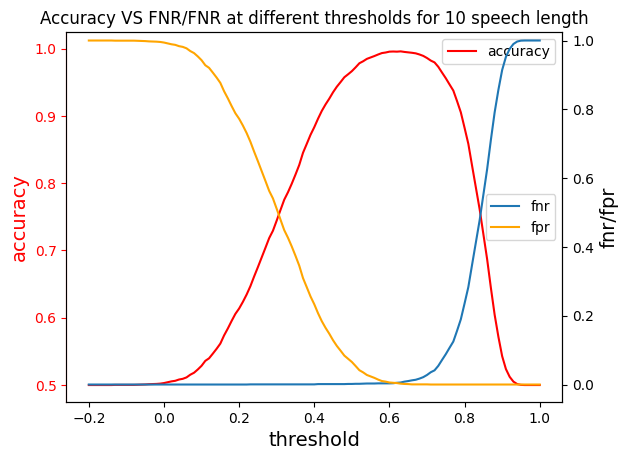 Accuracy VS FNR/FNR at different thresholds for 10 speech length
accuracy
fnr
fpr
1.0
0.9
0.8
0.7
0.6
0.5
accuracy
1.0
0.8
0.6
0.4
0.2
0.0
fnr/fpr
−0.2 0.0 0.2 0.4 0.6 0.8 1.0
threshold